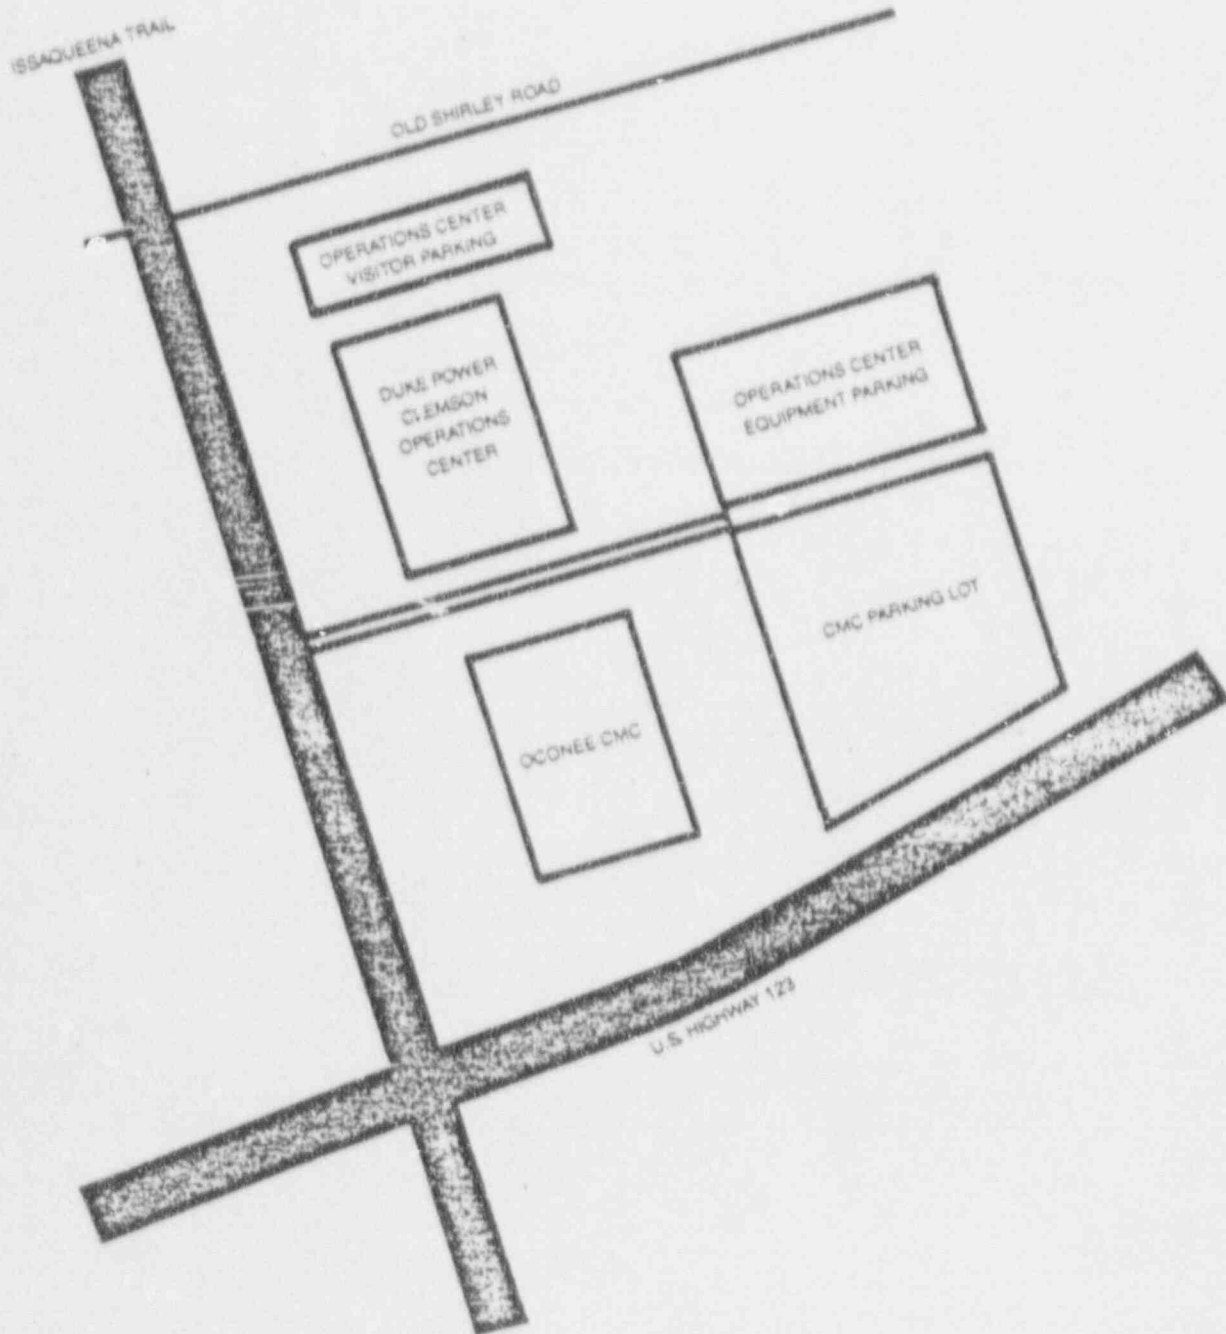 ISSAQUEENA TRAIL
OLD SHIRLEY ROAD
OPERATIONS CENTER
VISITOR PARKING
DUKE POWER
CLEMSON
OPERATIONS
CENTER
OPERATIONS CENTER
EQUIPMENT PARKING
CMC PARKING LOT
OCONEE CMC
U.S. HIGHWAY 123